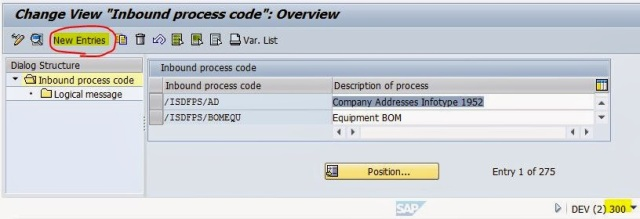 Change View "Inbound process code": Overview
New Entries Var. List
Dialog Structure
Inbound process code
Logical message
Inbound process code
Inbound process code Description of process
/ISDFPS/AD Company Addresses Infotype 1952
/ISDFPS/BOMEQU Equipment BOM
Position... Entry 1 of 275
SAP DEV (2) 300